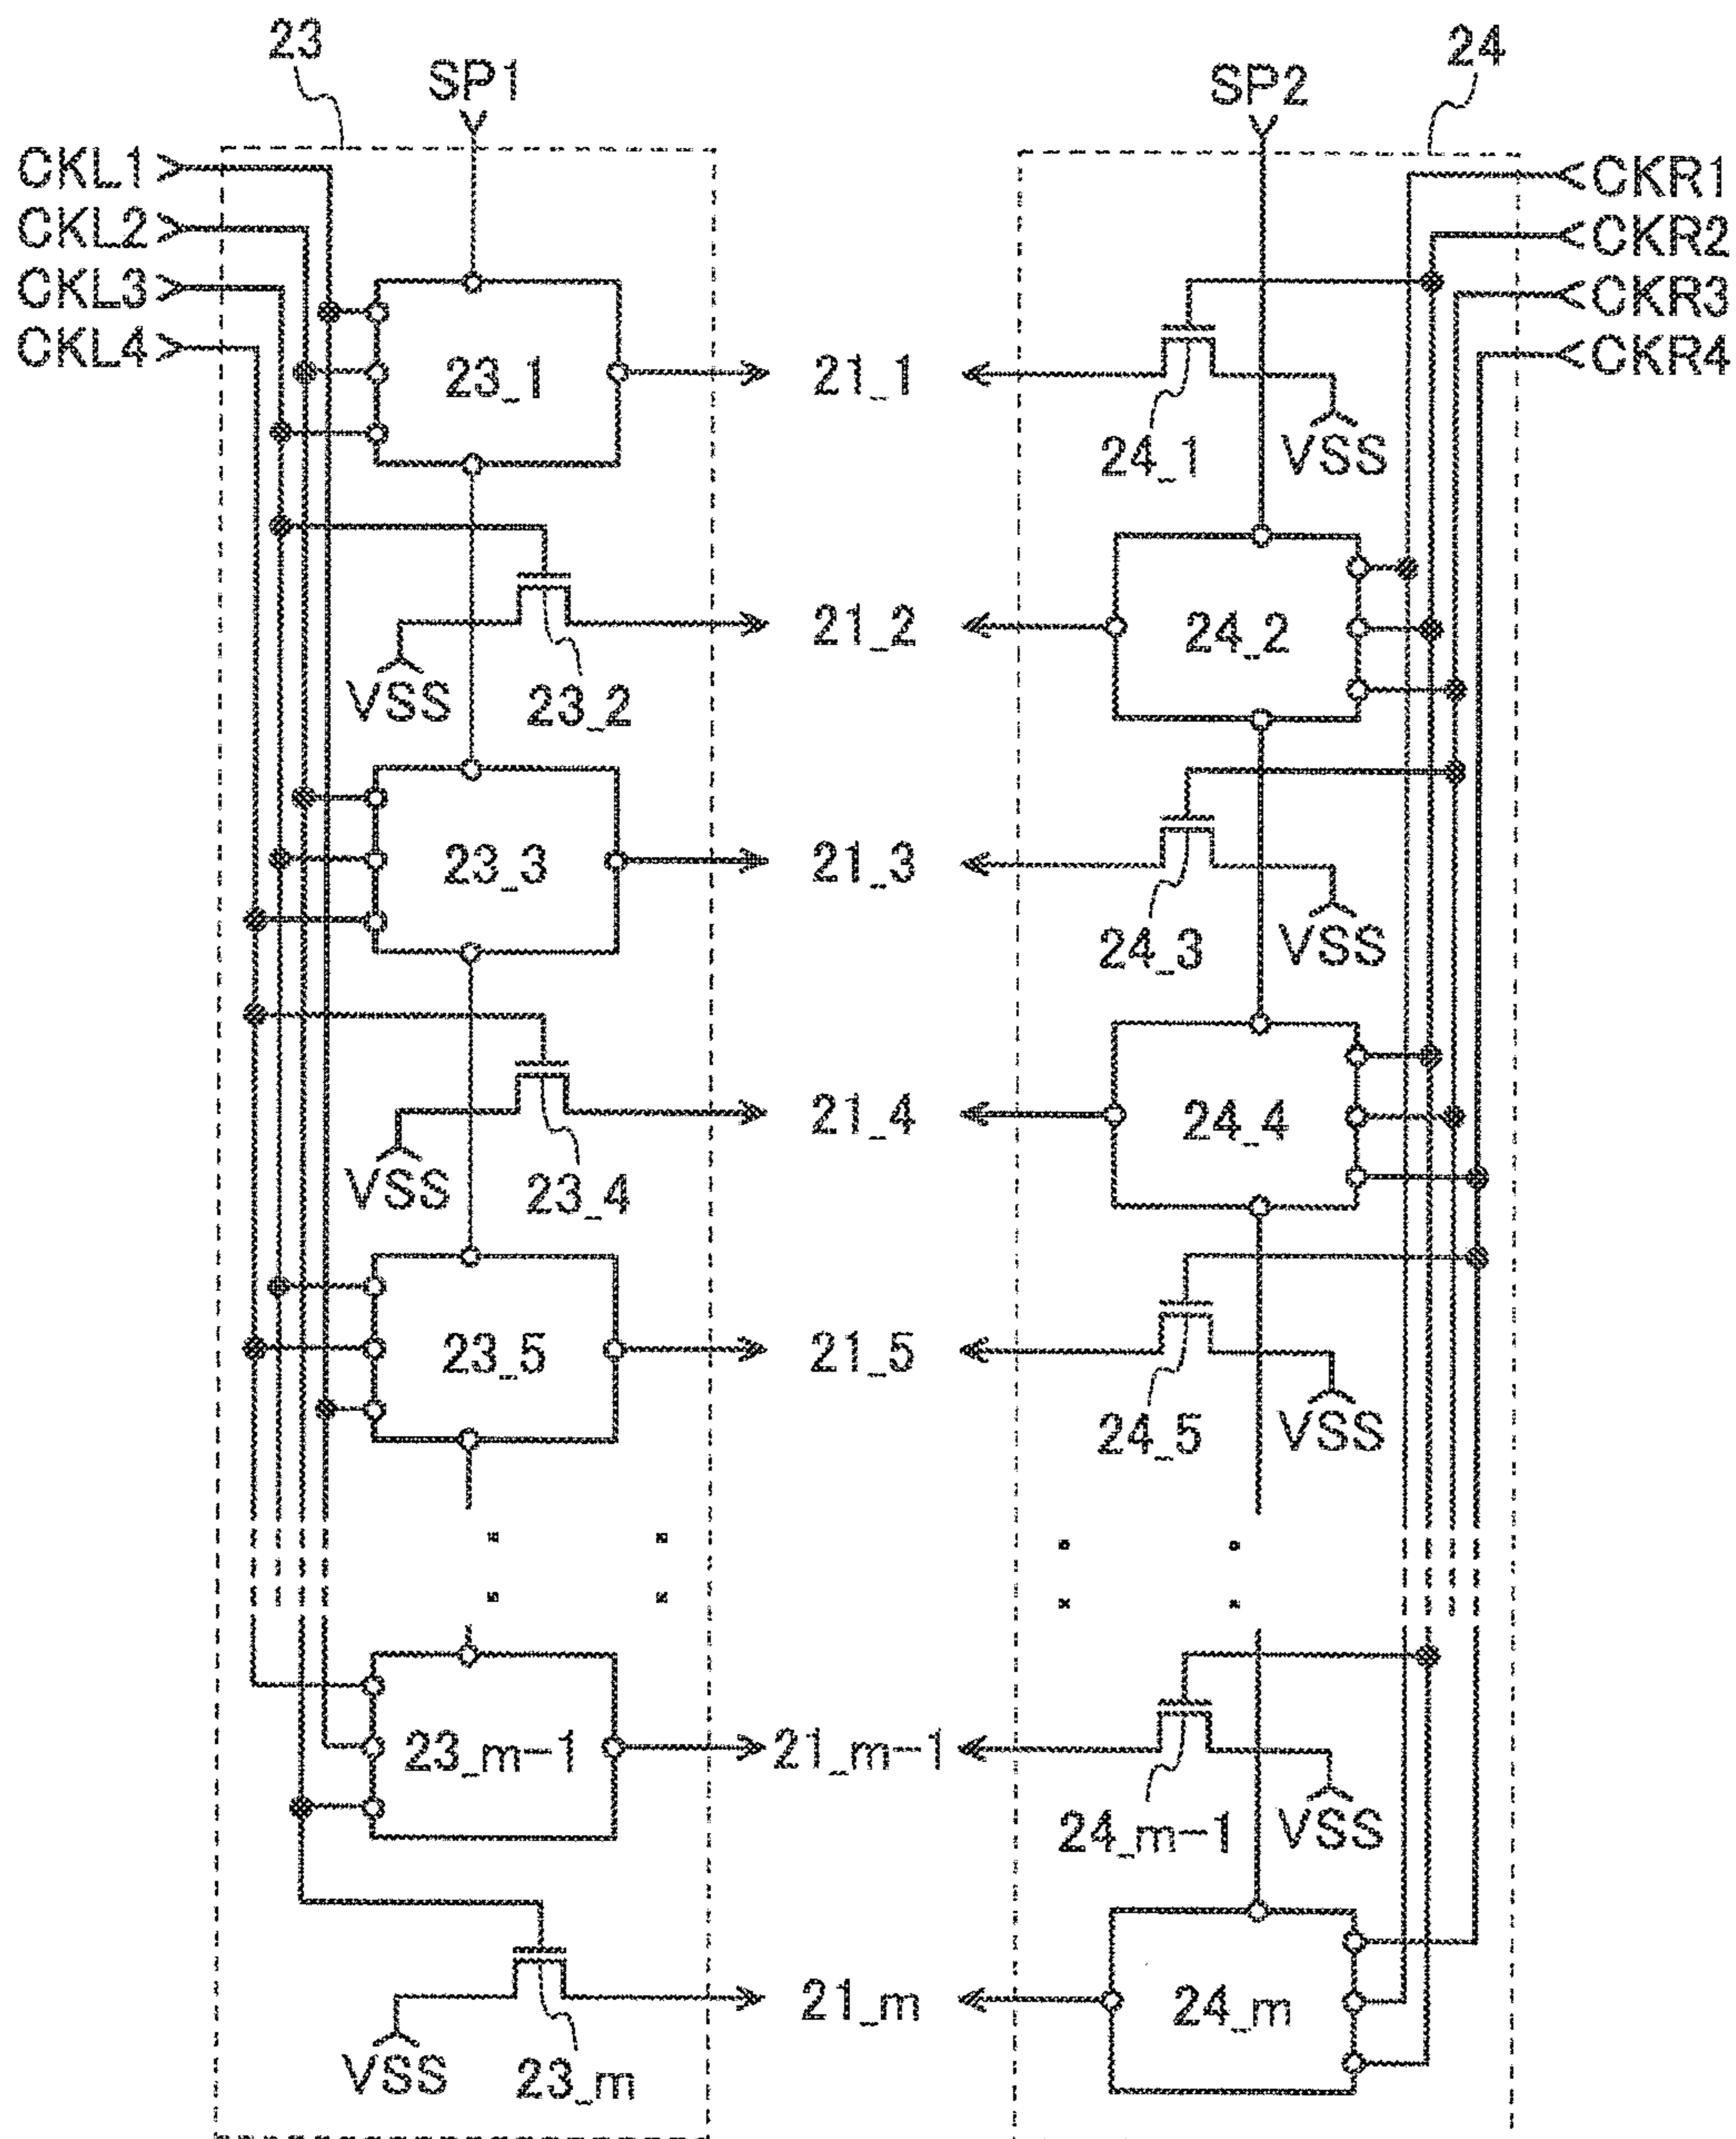 23
24
SP1
SP2
CKL1
CKR1
CKL2
CKR2
CKL3
CKR3
CKL4
CKR4
23_1
21_1
24_1
VSS
21_2
24_2
VSS
23_2
23_3
21_3
24_3
VSS
21_4
24_4
VSS
23_4
23_5
21_5
24_5
VSS
23_m-1
21_m-1
24_m-1
VSS
21_m
24_m
VSS
23_m